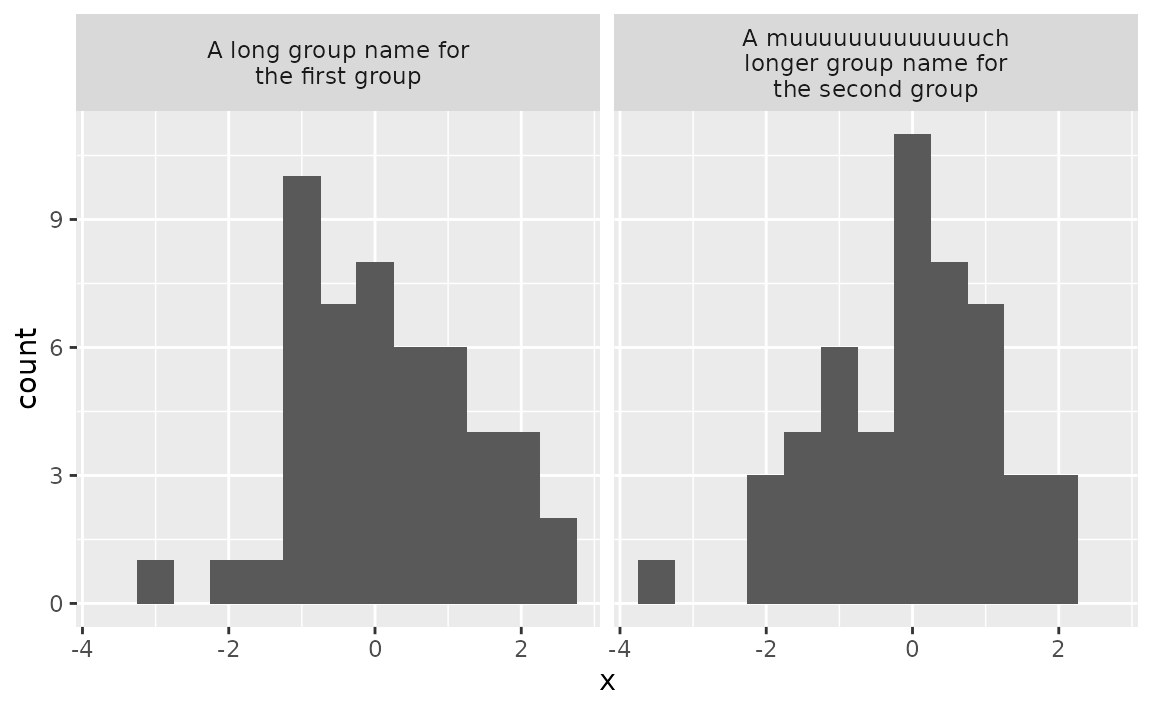 A long group name for
the first group
A muuuuuuuuuuuuuch
longer group name for
the second group
count
9
6
3
0
-4 -2 0 2
-4 -2 0 2
x